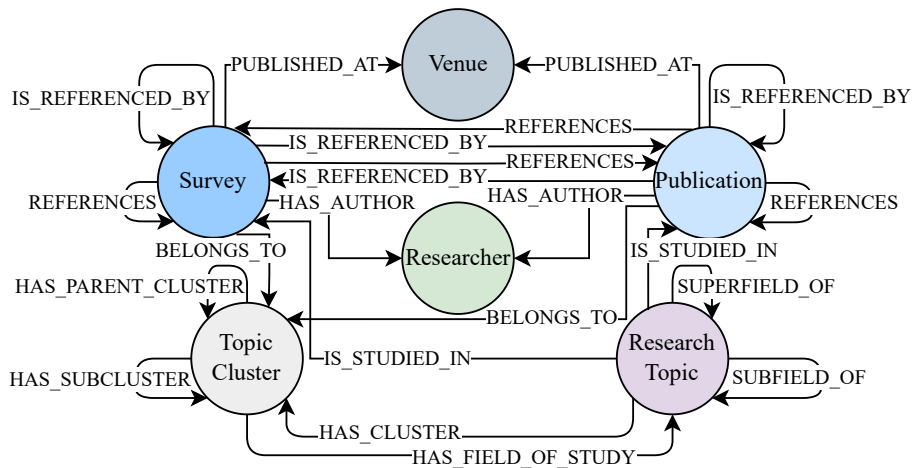 PUBLISHED_AT
Venue
PUBLISHED_AT
IS_REFERENCED_BY
IS_REFERENCED_BY
REFERENCES
IS_REFERENCED_BY
REFERENCES
Survey
IS_REFERENCED_BY
Publication
REFERENCES
HAS_AUTHOR
HAS_AUTHOR
REFERENCES
BELONGS_TO
Researcher
IS_STUDIED_IN
HAS_PARENT_CLUSTER
SUPERFIELD_OF
BELONGS_TO
Topic
Cluster
IS_STUDIED_IN
Research
Topic
HAS_SUBCLUSTER
SUBFIELD_OF
HAS_CLUSTER
HAS_FIELD_OF_STUDY